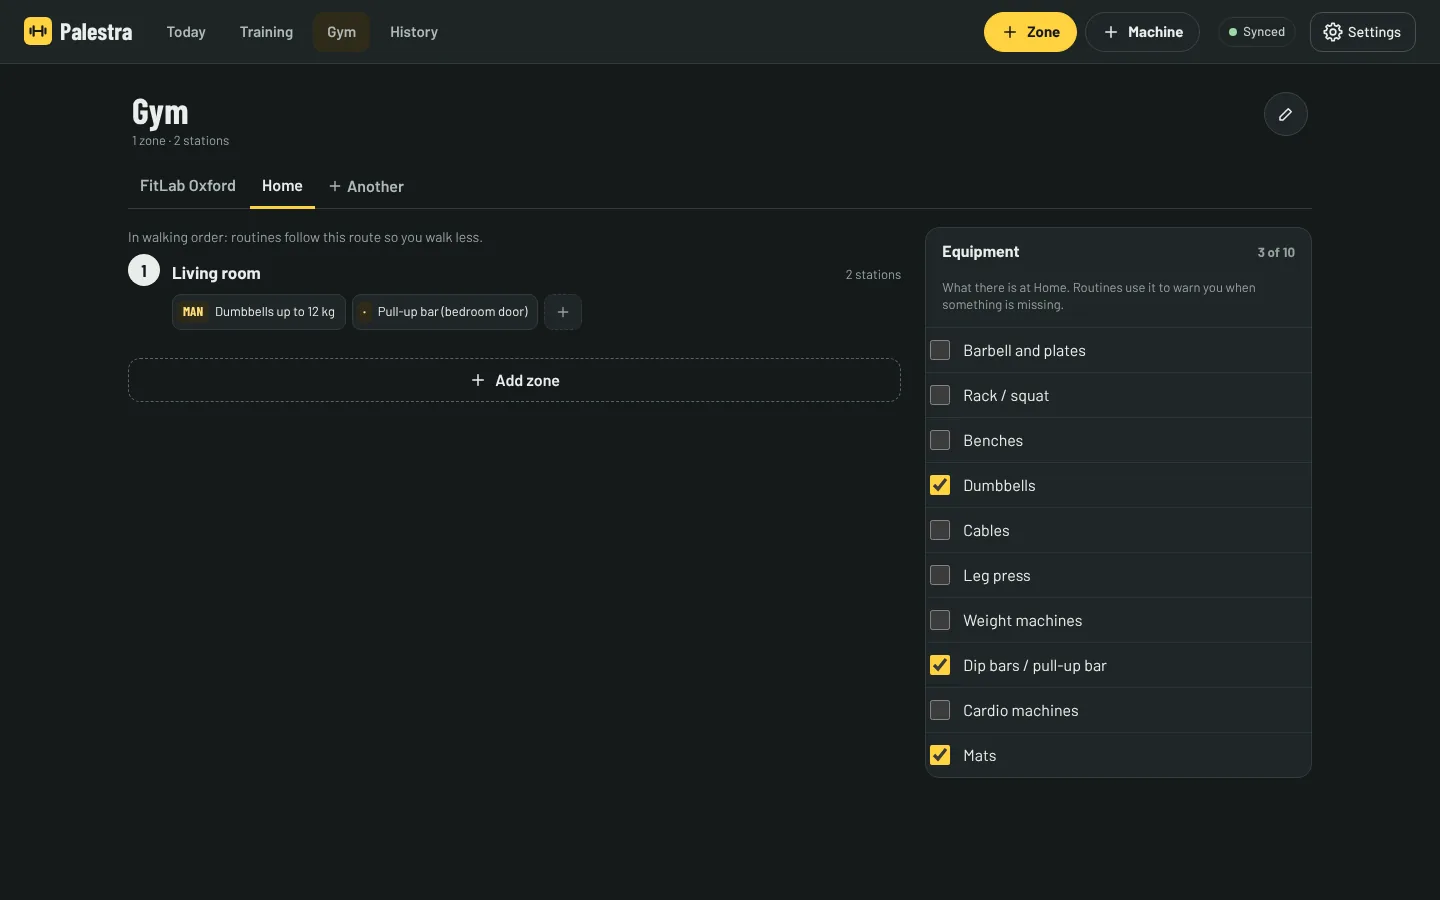 Palestra
Today
Training
Gym
History
+ Zone
+ Machine
Synced
Settings
Gym
1 zone · 2 stations
FitLab Oxford
Home
+ Another
In walking order: routines follow this route so you walk less.
1
Living room
2 stations
MAN Dumbbells up to 12 kg
· Pull-up bar (bedroom door)
+
+ Add zone
Equipment
3 of 10
What there is at Home. Routines use it to warn you when
something is missing.
Barbell and plates
Rack / squat
Benches
Dumbbells
Cables
Leg press
Weight machines
Dip bars / pull-up bar
Cardio machines
Mats